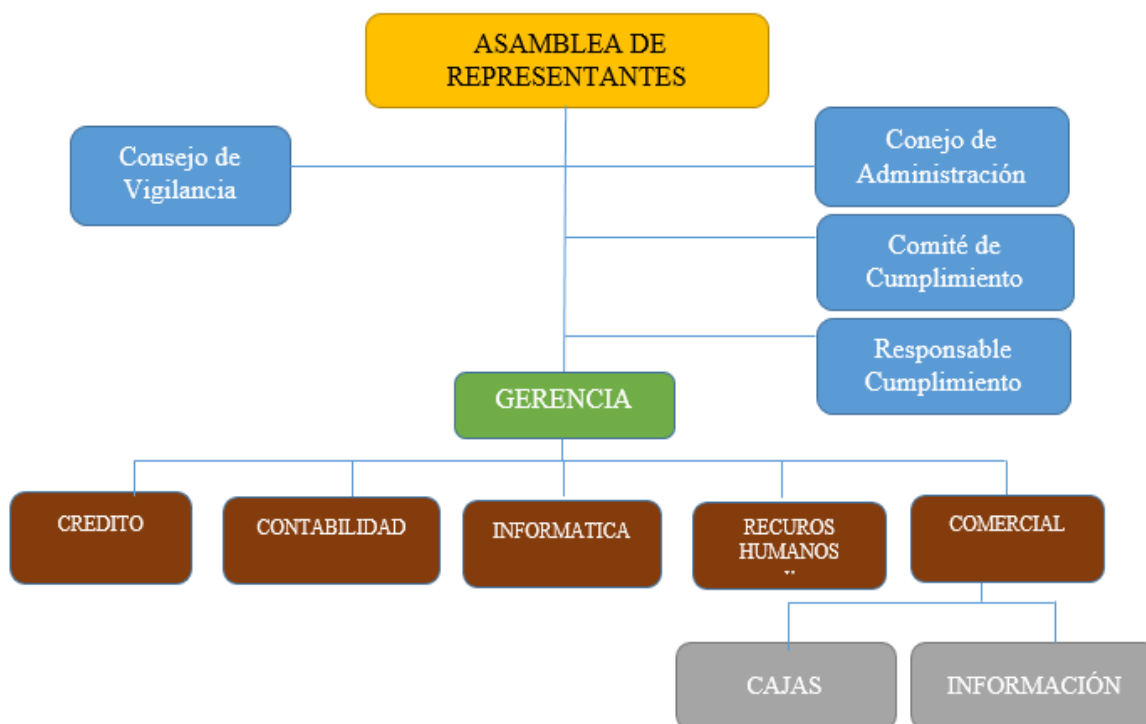 ASAMBLEA DE
REPRESENTANTES
Consejo de
Vigilancia
Conejo de
Administración
Comité de
Cumplimiento
Responsable
Cumplimiento
GERENCIA
CREDITO
CONTABILIDAD
INFORMATICA
RECUROS
HUMANOS
COMERCIAL
CAJAS
INFORMACIÓN